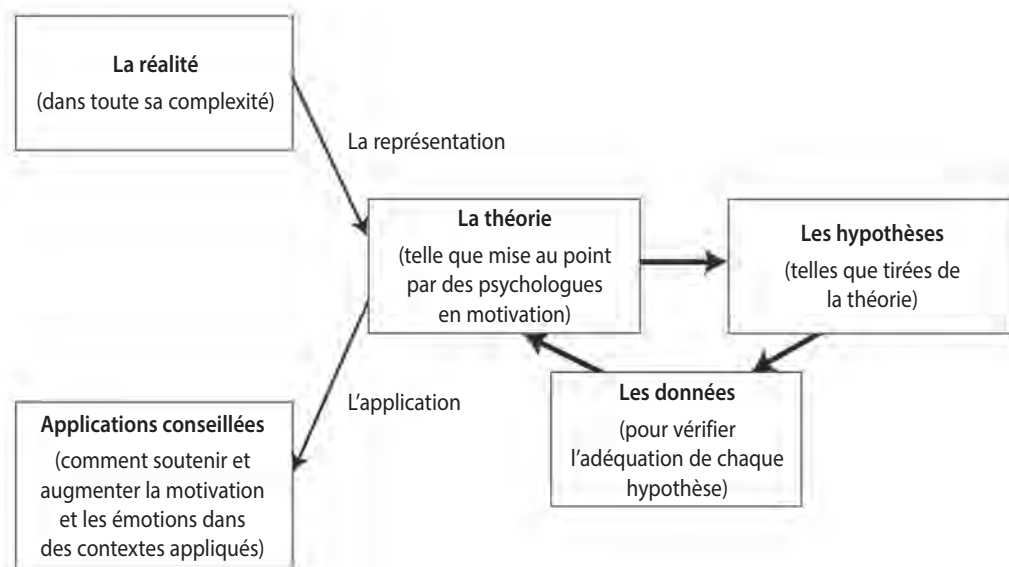 La réalité
(dans toute sa complexité)
La représentation
La théorie
(telle que mise au point
par des psychologues
en motivation)
Les hypothèses
(telles que tirées de
la théorie)
Les données
(pour vérifier
l'adéquation de chaque
hypothèse)
L'application
Applications conseillées
(comment soutenir et
augmenter la motivation
et les émotions dans
des contextes appliqués)